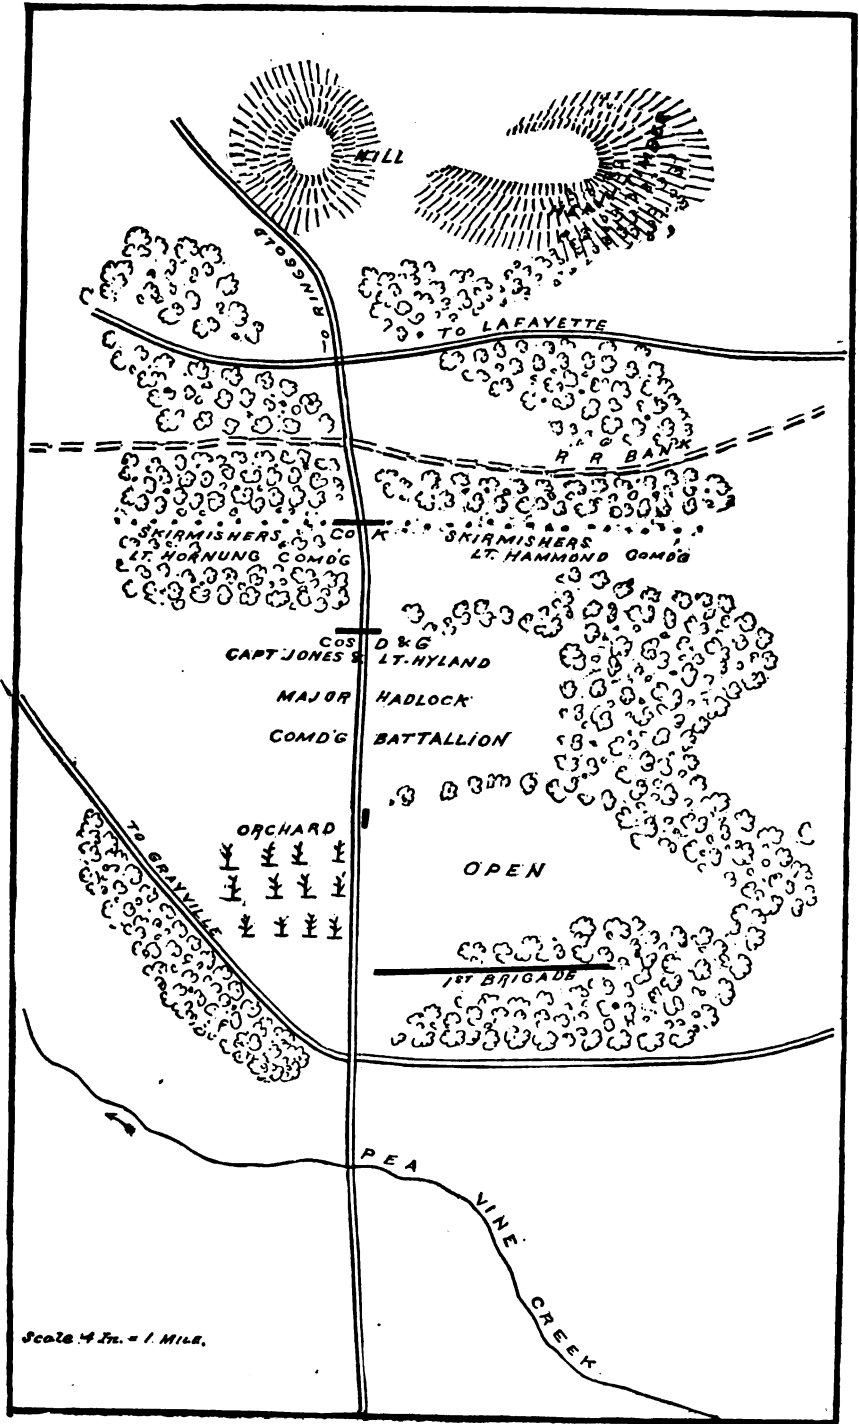 HILL
TO RINGGOLD
TO LAFAYETTE
R R BANK
SKIRMISHERS
CO K
SKIRMISHERS
LT. HORNUNG COMD'G
LT. HAMMOND COMD'G
COS D & G
CAPT. JONES & LT. HYLAND
MAJOR HADLOCK
COMD'G BATTALLION
ORCHARD
TO GRAYVILLE
OPEN
1ST BRIGADE
PEA VINE CREEK
Scale 4 In. = 1 MILE.